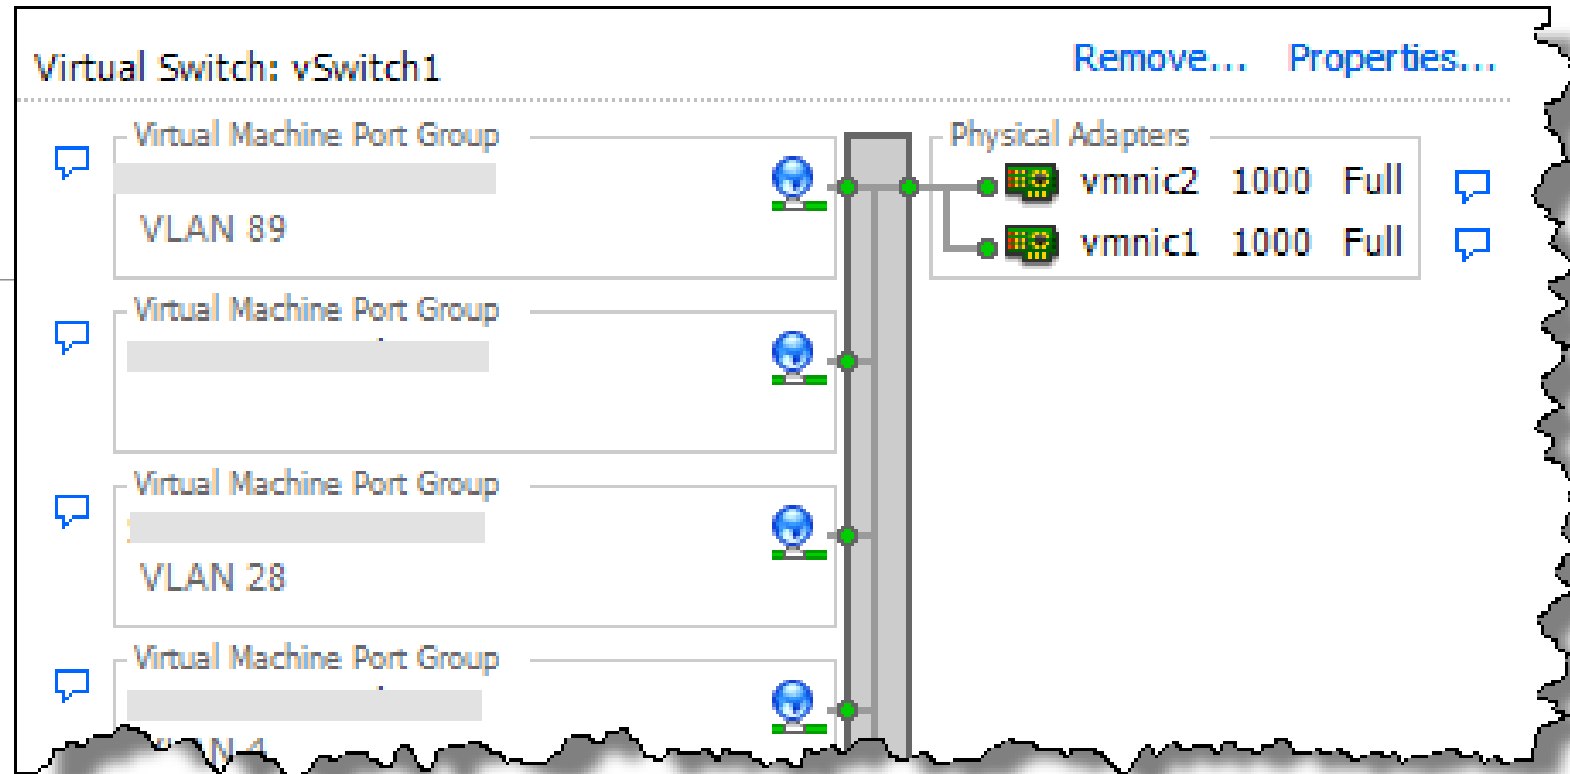 Virtual Switch: vSwitch1 Remove... Properties...
Virtual Machine Port Group
VLAN 89
Physical Adapters
vmnic2 1000 Full
vmnic1 1000 Full
Virtual Machine Port Group
Virtual Machine Port Group
VLAN 28
Virtual Machine Port Group